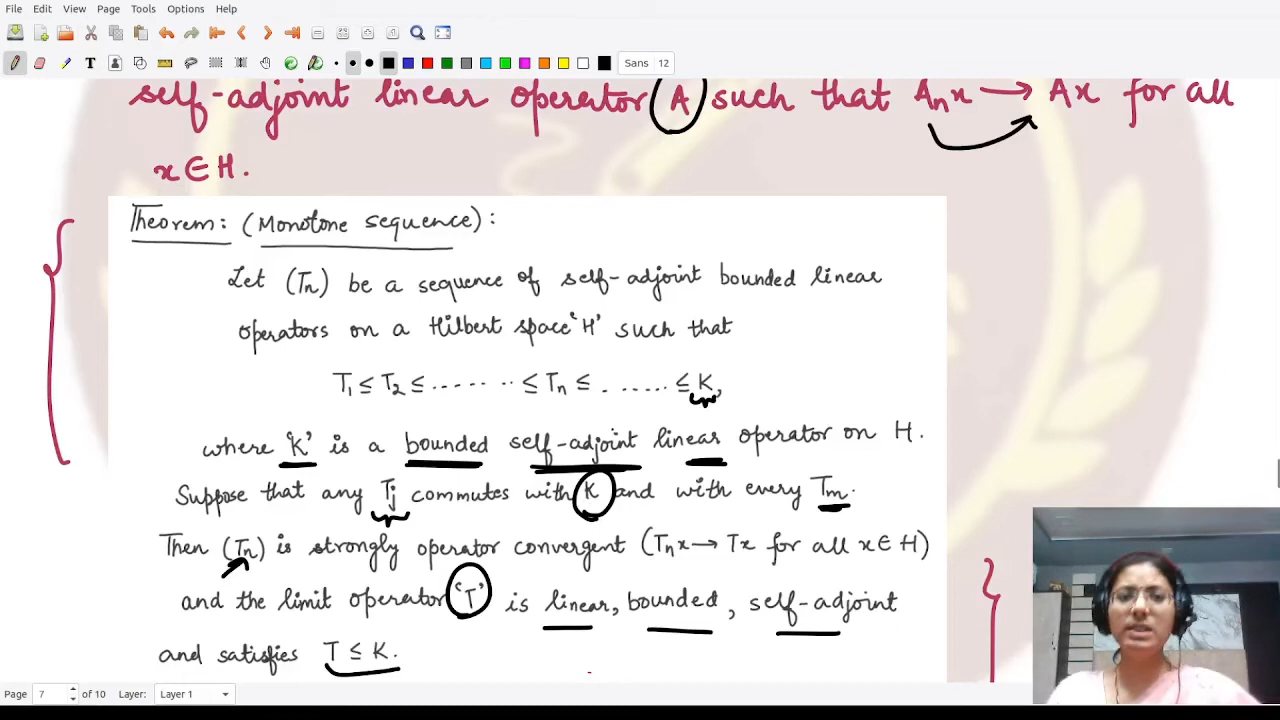 File Edit View Page Tools Options Help
Sans 12
self-adjoint linear operator A such that Aₙx → Ax for all
x ∈ H.
Theorem: (Monotone sequence):
Let (Tₙ) be a sequence of self-adjoint bounded linear
operators on a Hilbert space 'H' such that
T₁ ≤ T₂ ≤ ........ ≤ Tₙ ≤ ....... ≤ K,
where 'K' is a bounded self-adjoint linear operator on H.
Suppose that any Tⱼ commutes with K and with every Tₘ.
Then (Tₙ) is strongly operator convergent (Tₙx → Tx for all x ∈ H)
and the limit operator 'T' is linear, bounded, self-adjoint
and satisfies T ≤ K.
Page 7 of 10 Layer: Layer 1